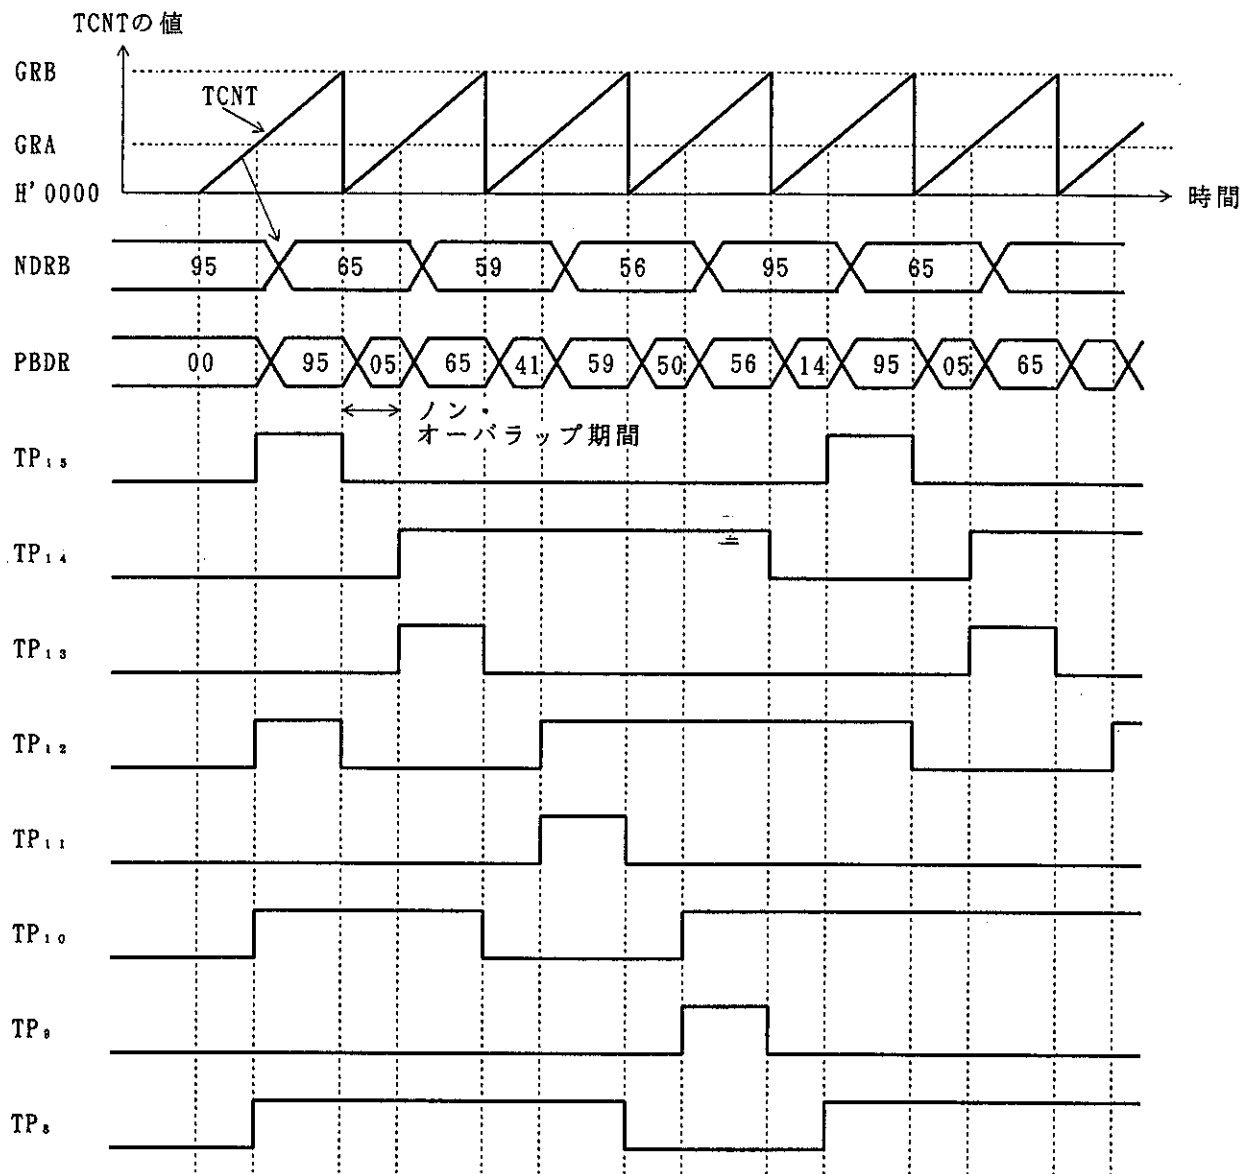 TCNTの値
GRB
TCNT
GRA
H'0000
時間
NDRB 95 65 59 56 95 65
PBDR 00 95 05 65 41 59 50 56 14 95 05 65
ノン・
オーバラップ期間
TP₁₅
TP₁₄
TP₁₃
TP₁₂
TP₁₁
TP₁₀
TP₉
TP₈